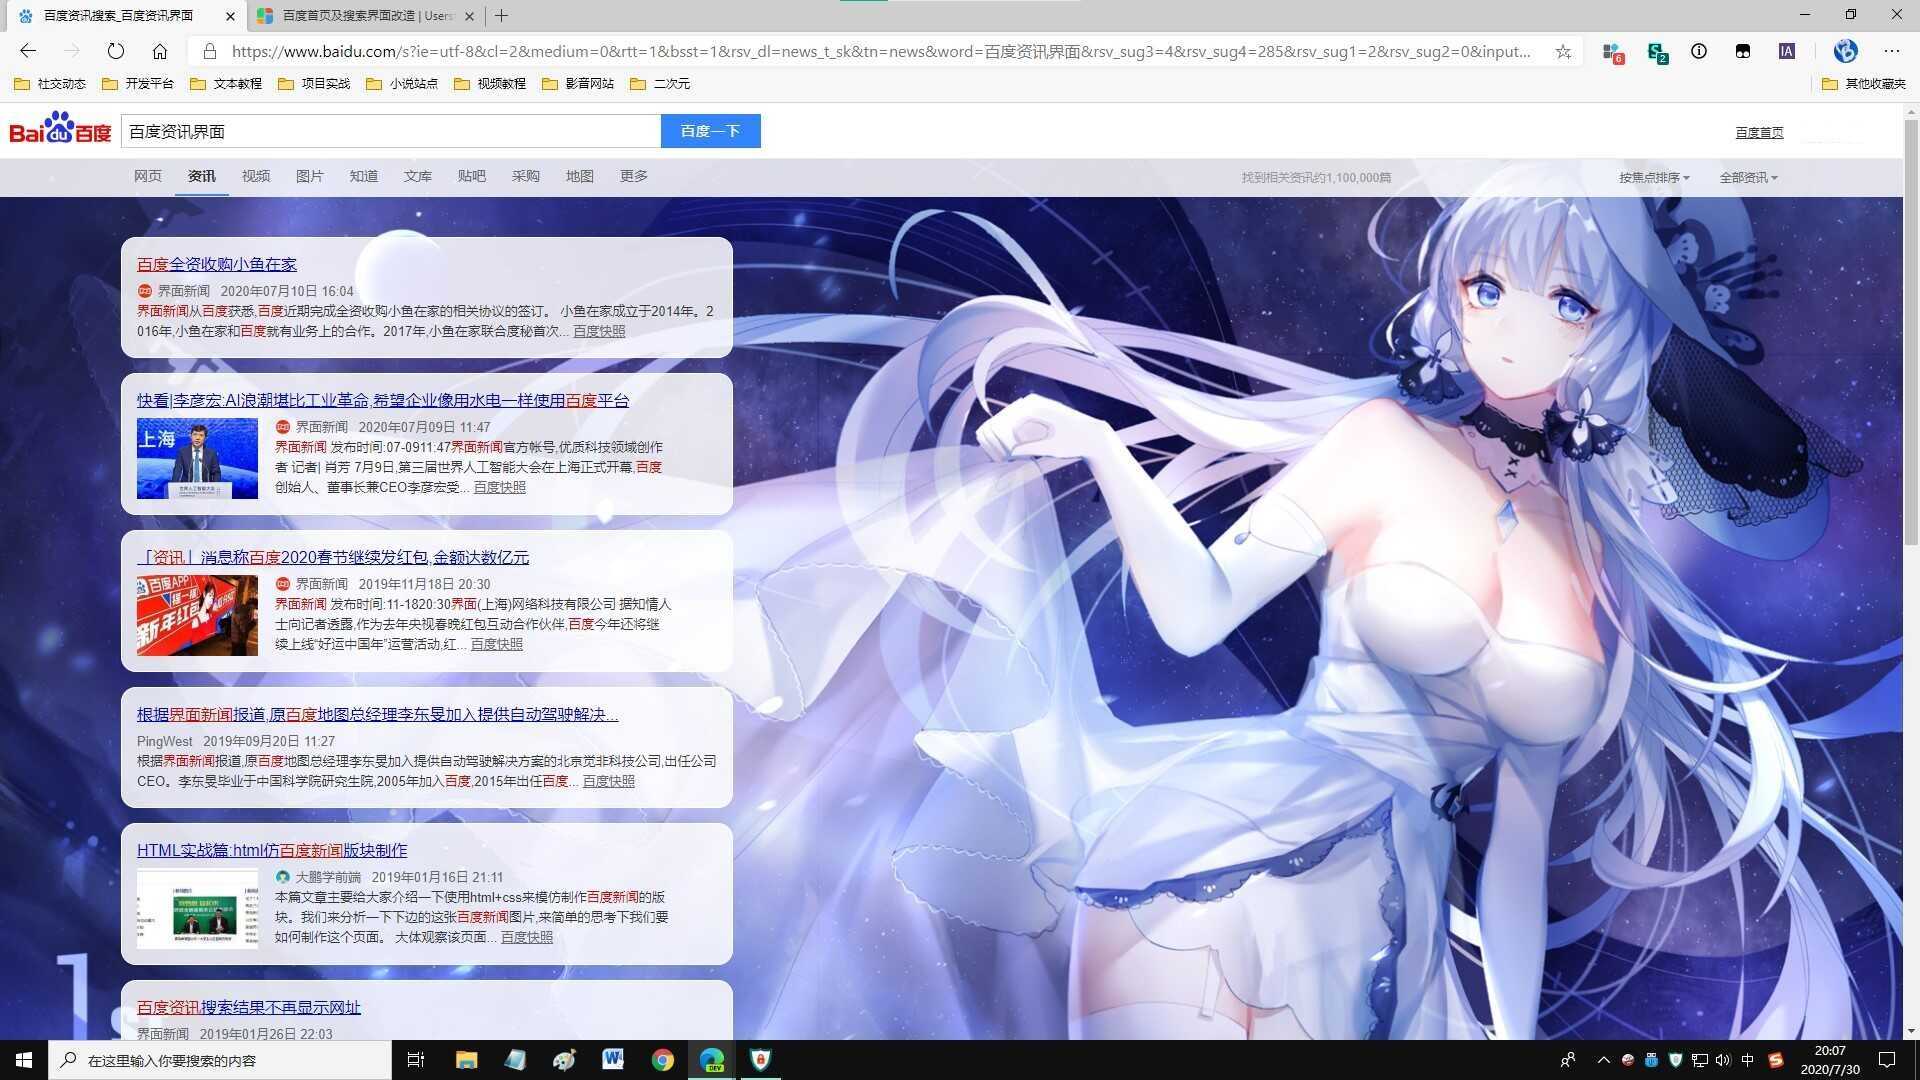 百度资讯搜索_百度资讯界面
百度首页及搜索界面改造 | Users
https://www.baidu.com/s?ie=utf-8&cl=2&medium=0&rtt=1&bsst=1&rsv_dl=news_t_sk&tn=news&word=百度资讯界面&rsv_sug3=4&rsv_sug4=285&rsv_sug1=2&rsv_sug2=0&input...
6
2
IA
社交动态 开发平台 文本教程 项目实战 小说站点 视频教程 影音网站 二次元 其他收藏夹
Baidu百度 百度资讯界面 百度一下 百度首页
网页 资讯 视频 图片 知道 文库 贴吧 采购 地图 更多 找到相关资讯约1,100,000篇 按焦点排序 全部资讯
百度全资收购小鱼在家
界面新闻 2020年07月10日 16:04
界面新闻从百度获悉,百度近期完成全资收购小鱼在家的相关协议的签订。 小鱼在家成立于2014年。2
016年,小鱼在家和百度就有业务上的合作。2017年,小鱼在家联合度秘首次... 百度快照
快看|李彦宏:AI浪潮堪比工业革命,希望企业像用水电一样使用百度平台
上海
界面新闻 2020年07月09日 11:47
界面新闻 发布时间:07-0911:47界面新闻官方帐号,优质科技领域创作
者 记者| 肖芳 7月9日,第三届世界人工智能大会在上海正式开幕,百度
创始人、董事长兼CEO李彦宏受... 百度快照
「资讯」消息称百度2020春节继续发红包,金额达数亿元
百度APP
新年红包
界面新闻 2019年11月18日 20:30
界面新闻 发布时间:11-1820:30界面(上海)网络科技有限公司 据知情人
士向记者透露,作为去年央视春晚红包互动合作伙伴,百度今年还将继
续上线“好运中国年”运营活动,红... 百度快照
根据界面新闻报道,原百度地图总经理李东旻加入提供自动驾驶解决...
PingWest 2019年09月20日 11:27
根据界面新闻报道,原百度地图总经理李东旻加入提供自动驾驶解决方案的北京觉非科技公司,出任公司
CEO。李东旻毕业于中国科学院研究生院,2005年加入百度,2015年出任百度... 百度快照
HTML实战篇:html仿百度新闻版块制作
大鹏学前端 2019年01月16日 21:11
本篇文章主要给大家介绍一下使用html+css来模仿制作百度新闻的版
块。我们来分析一下下边的这张百度新闻图片,来简单的思考下我们要
如何制作这个页面。 大体观察该页面... 百度快照
百度资讯搜索结果不再显示网址
界面新闻 2019年01月26日 22:03
1st
在这里输入你要搜索的内容
DEV
中
20:07
2020/7/30